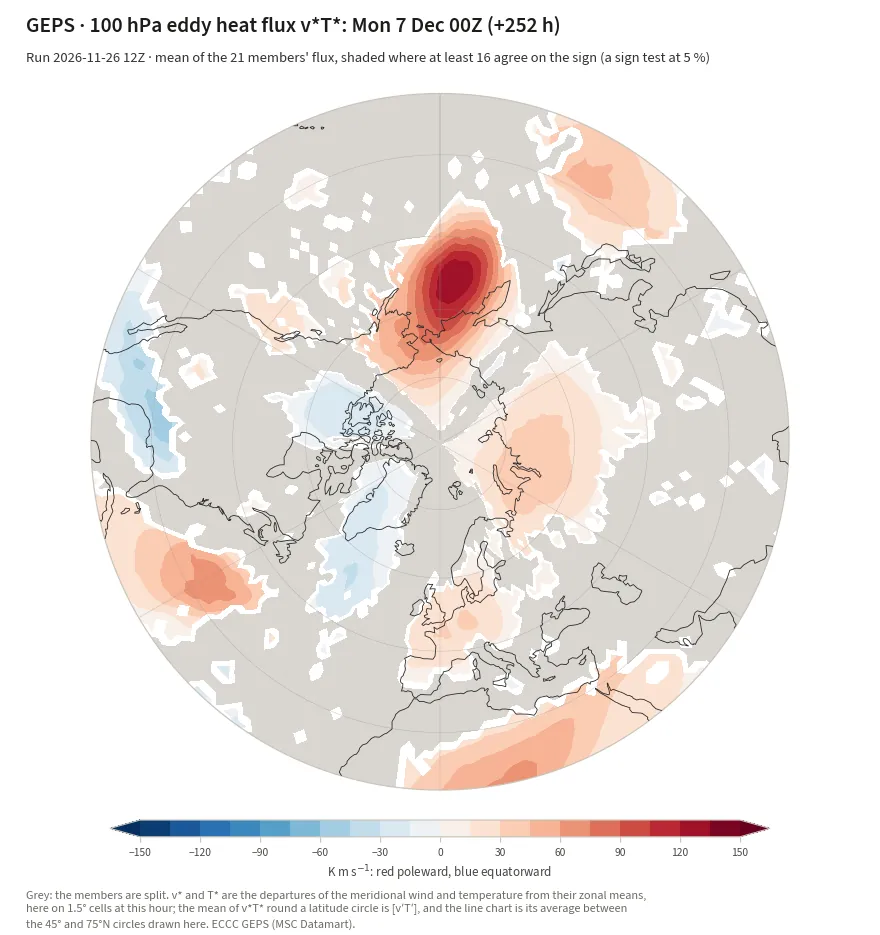 GEPS · 100 hPa eddy heat flux v*T*: Mon 7 Dec 00Z (+252 h)
Run 2026-11-26 12Z · mean of the 21 members' flux, shaded where at least 16 agree on the sign (a sign test at 5 %)
−150 −120 −90 −60 −30 0 30 60 90 120 150
K m s⁻¹: red poleward, blue equatorward
Grey: the members are split. v* and T* are the departures of the meridional wind and temperature from their zonal means,
here on 1.5° cells at this hour; the mean of v*T* round a latitude circle is [v'T'], and the line chart is its average between
the 45° and 75°N circles drawn here. ECCC GEPS (MSC Datamart).